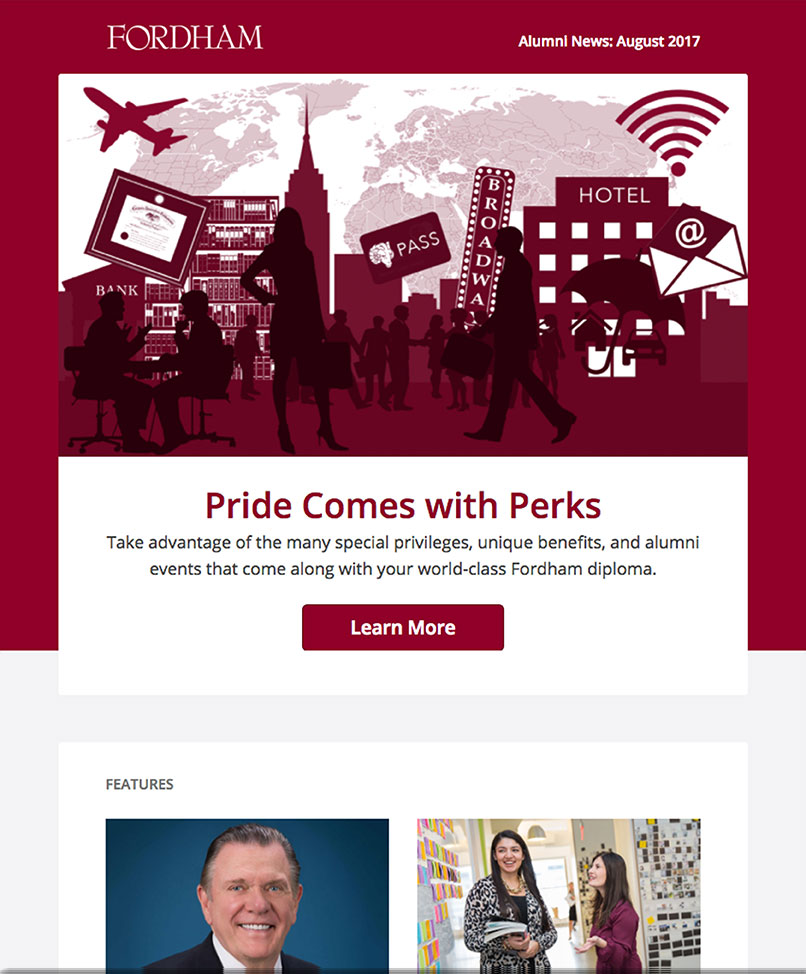 FORDHAM
Alumni News: August 2017
HOTEL
BROADWA
PASS
@
BANK
Pride Comes with Perks
Take advantage of the many special privileges, unique benefits, and alumni
events that come along with your world-class Fordham diploma.
Learn More
FEATURES